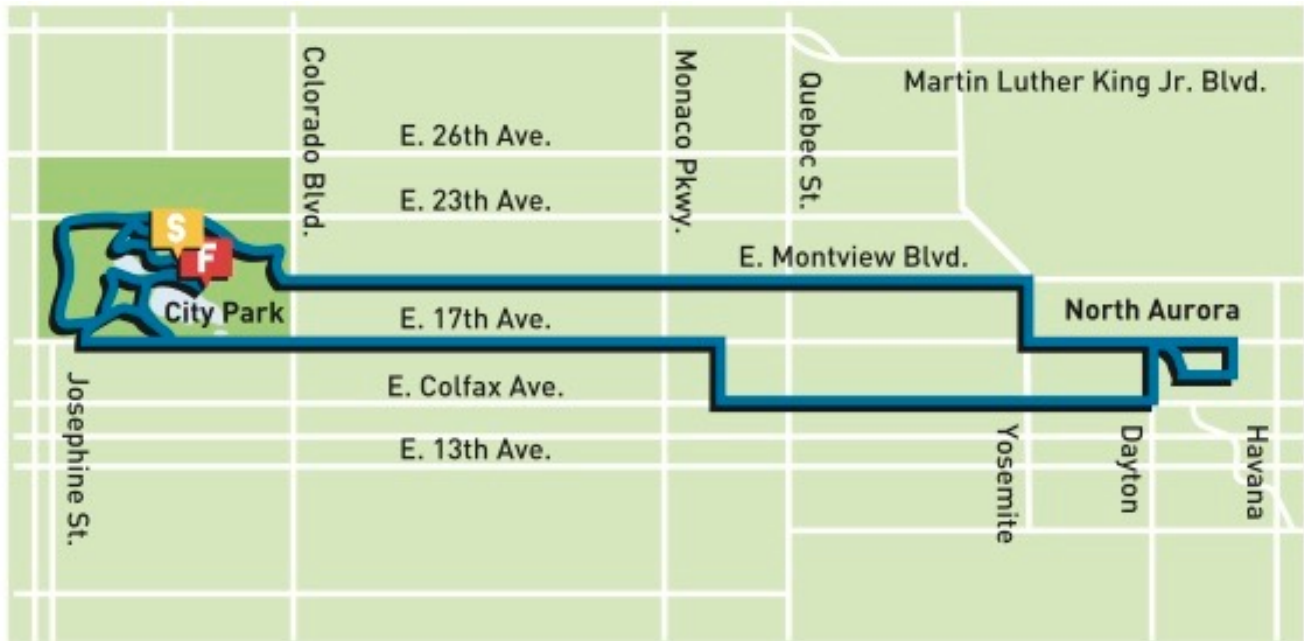 Martin Luther King Jr. Blvd.
Colorado Blvd.
Monaco Pkwy.
Quebec St.
E. 26th Ave.
E. 23rd Ave.
S
F
E. Montview Blvd.
City Park
E. 17th Ave.
North Aurora
E. Colfax Ave.
Josephine St.
E. 13th Ave.
Yosemite
Dayton
Havana